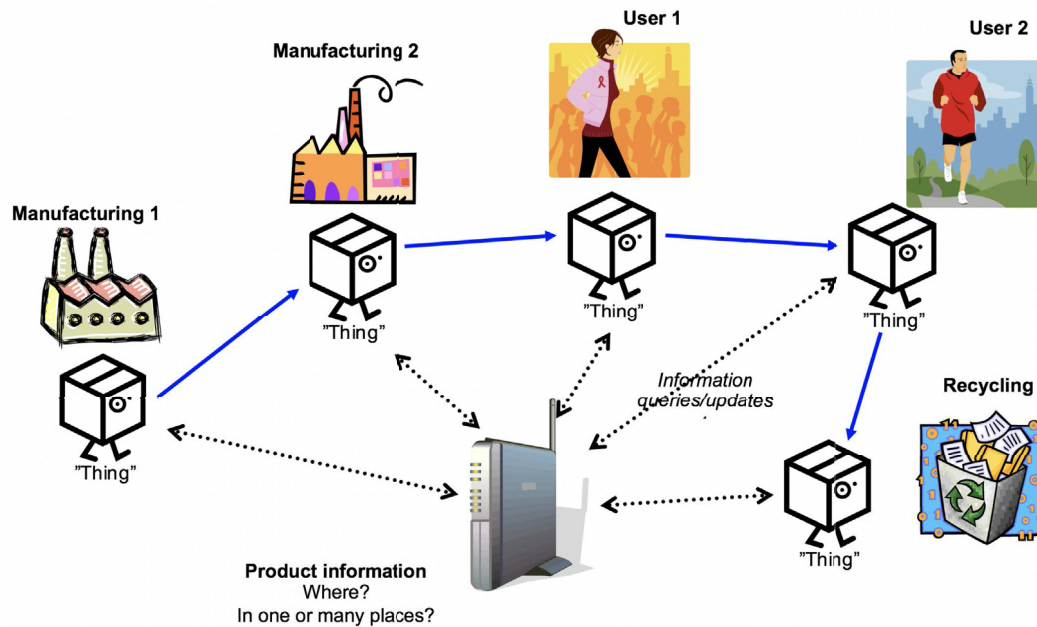 User 1
User 2
Manufacturing 2
Manufacturing 1
"Thing"
"Thing"
"Thing"
"Thing"
Information
queries/updates
Recycling
"Thing"
Product information
Where?
In one or many places?